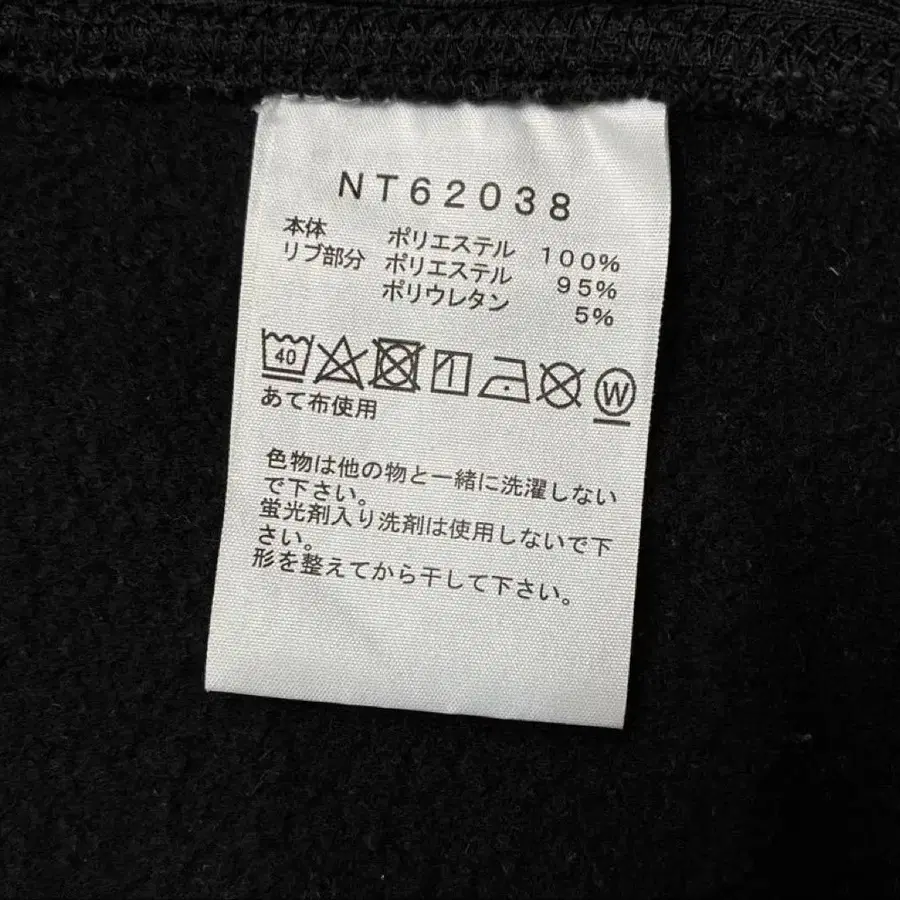 NT62038
本体 ポリエステル 100%
リブ部分 ポリエステル 95%
ポリウレタン 5%
40 W
あて布使用
色物は他の物と一緒に洗濯しない
で下さい。
蛍光剤入り洗剤は使用しないで下
さい。
形を整えてから干して下さい。